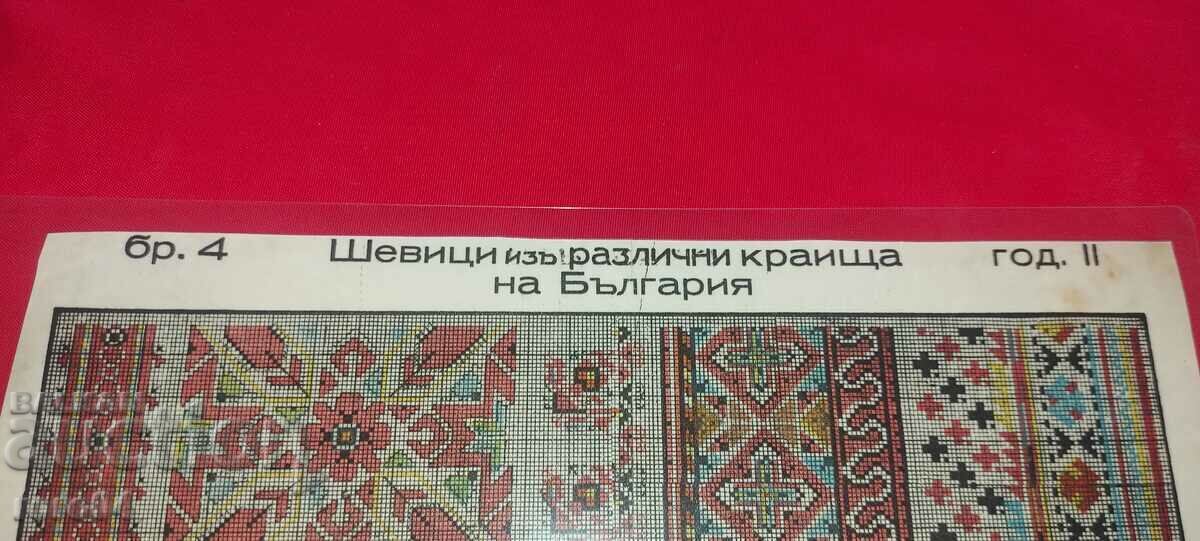 бр. 4 Шевици изъ различни краища год. II
на България